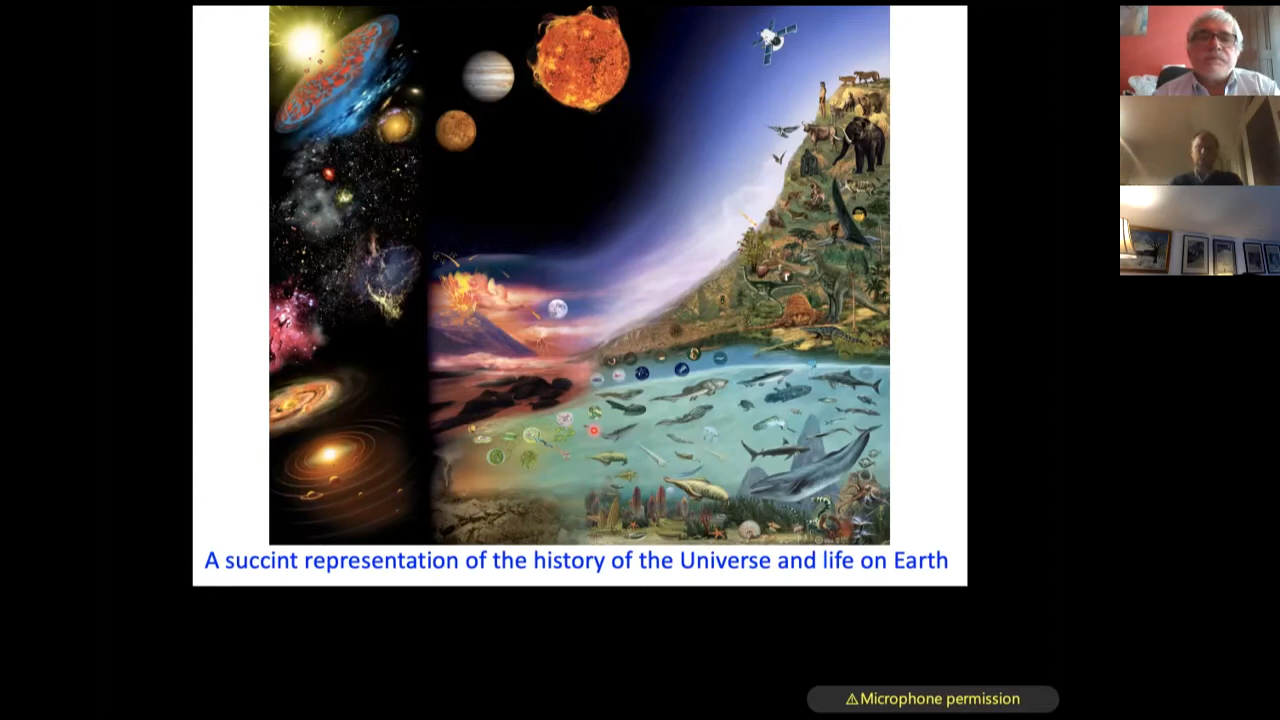 A succint representation of the history of the Universe and life on Earth
⚠Microphone permission